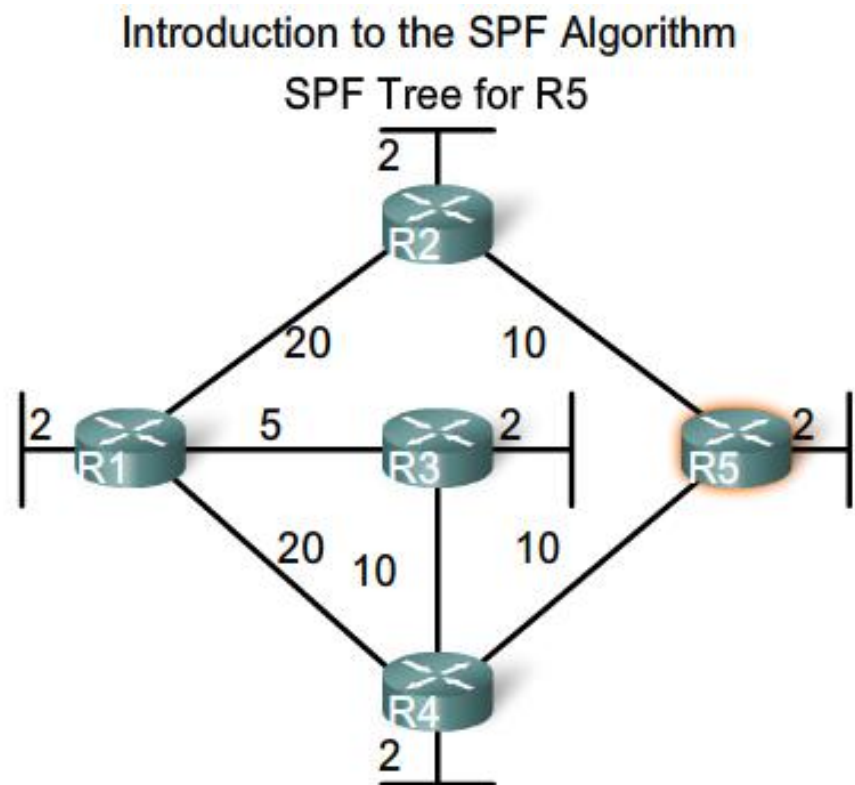 Introduction to the SPF Algorithm
SPF Tree for R5
2
R2
20 10
2 5 2 2
R1 R3 R5
20 10 10
R4
2